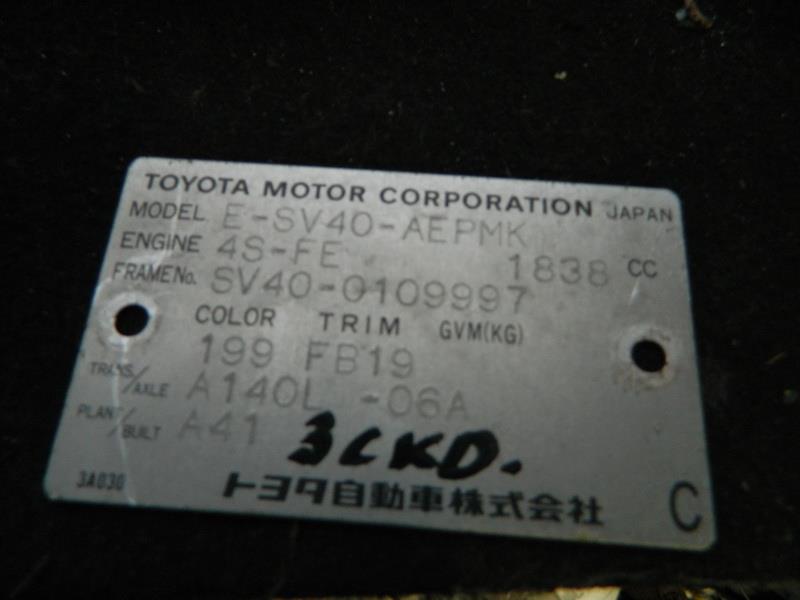 TOYOTA MOTOR CORPORATION JAPAN
MODEL E-SV40-AEPMK
ENGINE 4S-FE 1838 CC
FRAME No. SV40-0109997
COLOR TRIM GVM(KG)
199 FB19
TRANS/AXLE A140L -06A
PLANT/BUILT A41
3CKD.
3A030 トヨタ自動車株式会社 C